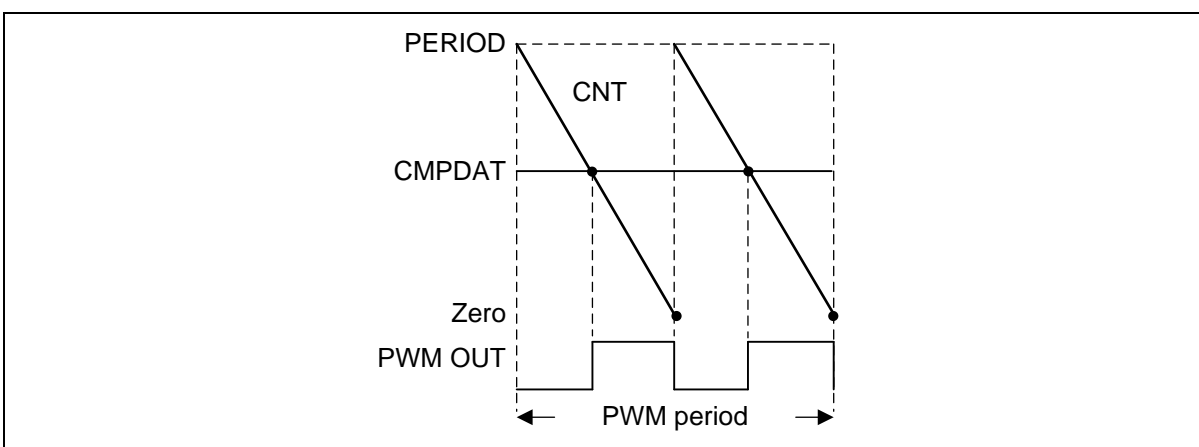 PERIOD
CNT
CMPDAT
Zero
PWM OUT
PWM period